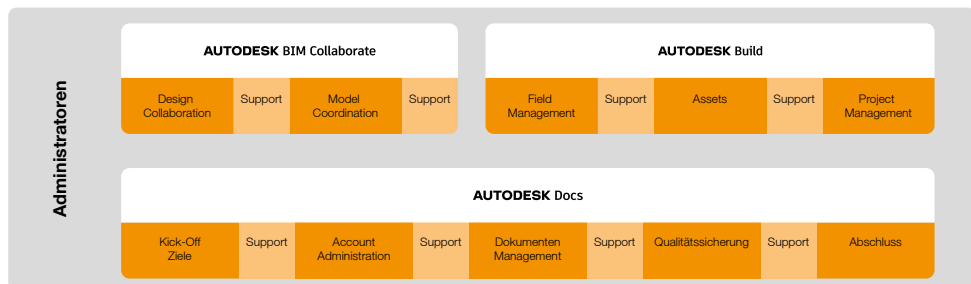 Administratoren
AUTODESK BIM Collaborate
Design
Collaboration
Support
Model
Coordination
Support
AUTODESK Build
Field
Management
Support
Assets
Support
Project
Management
AUTODESK Docs
Kick-Off
Ziele
Support
Account
Administration
Support
Dokumenten
Management
Support
Qualitätssicherung
Support
Abschluss